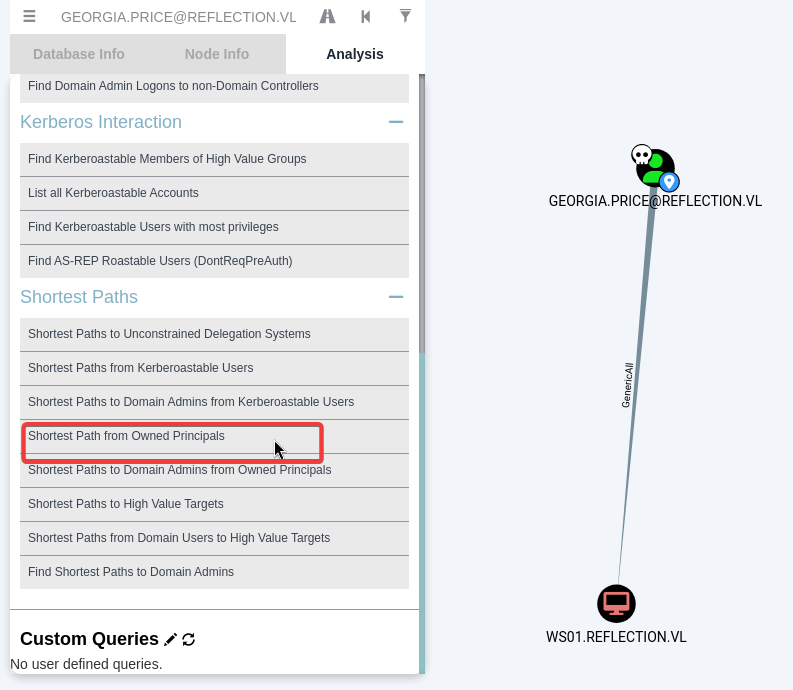 GEORGIA.PRICE@REFLECTION.VL
Database Info
Node Info
Analysis
Find Domain Admin Logons to non-Domain Controllers
Kerberos Interaction
Find Kerberoastable Members of High Value Groups
List all Kerberoastable Accounts
Find Kerberoastable Users with most privileges
Find AS-REP Roastable Users (DontReqPreAuth)
Shortest Paths
Shortest Paths to Unconstrained Delegation Systems
Shortest Paths from Kerberoastable Users
Shortest Paths to Domain Admins from Kerberoastable Users
Shortest Path from Owned Principals
Shortest Paths to Domain Admins from Owned Principals
Shortest Paths to High Value Targets
Shortest Paths from Domain Users to High Value Targets
Find Shortest Paths to Domain Admins
Custom Queries
No user defined queries.
GEORGIA.PRICE@REFLECTION.VL
GenericAll
WS01.REFLECTION.VL